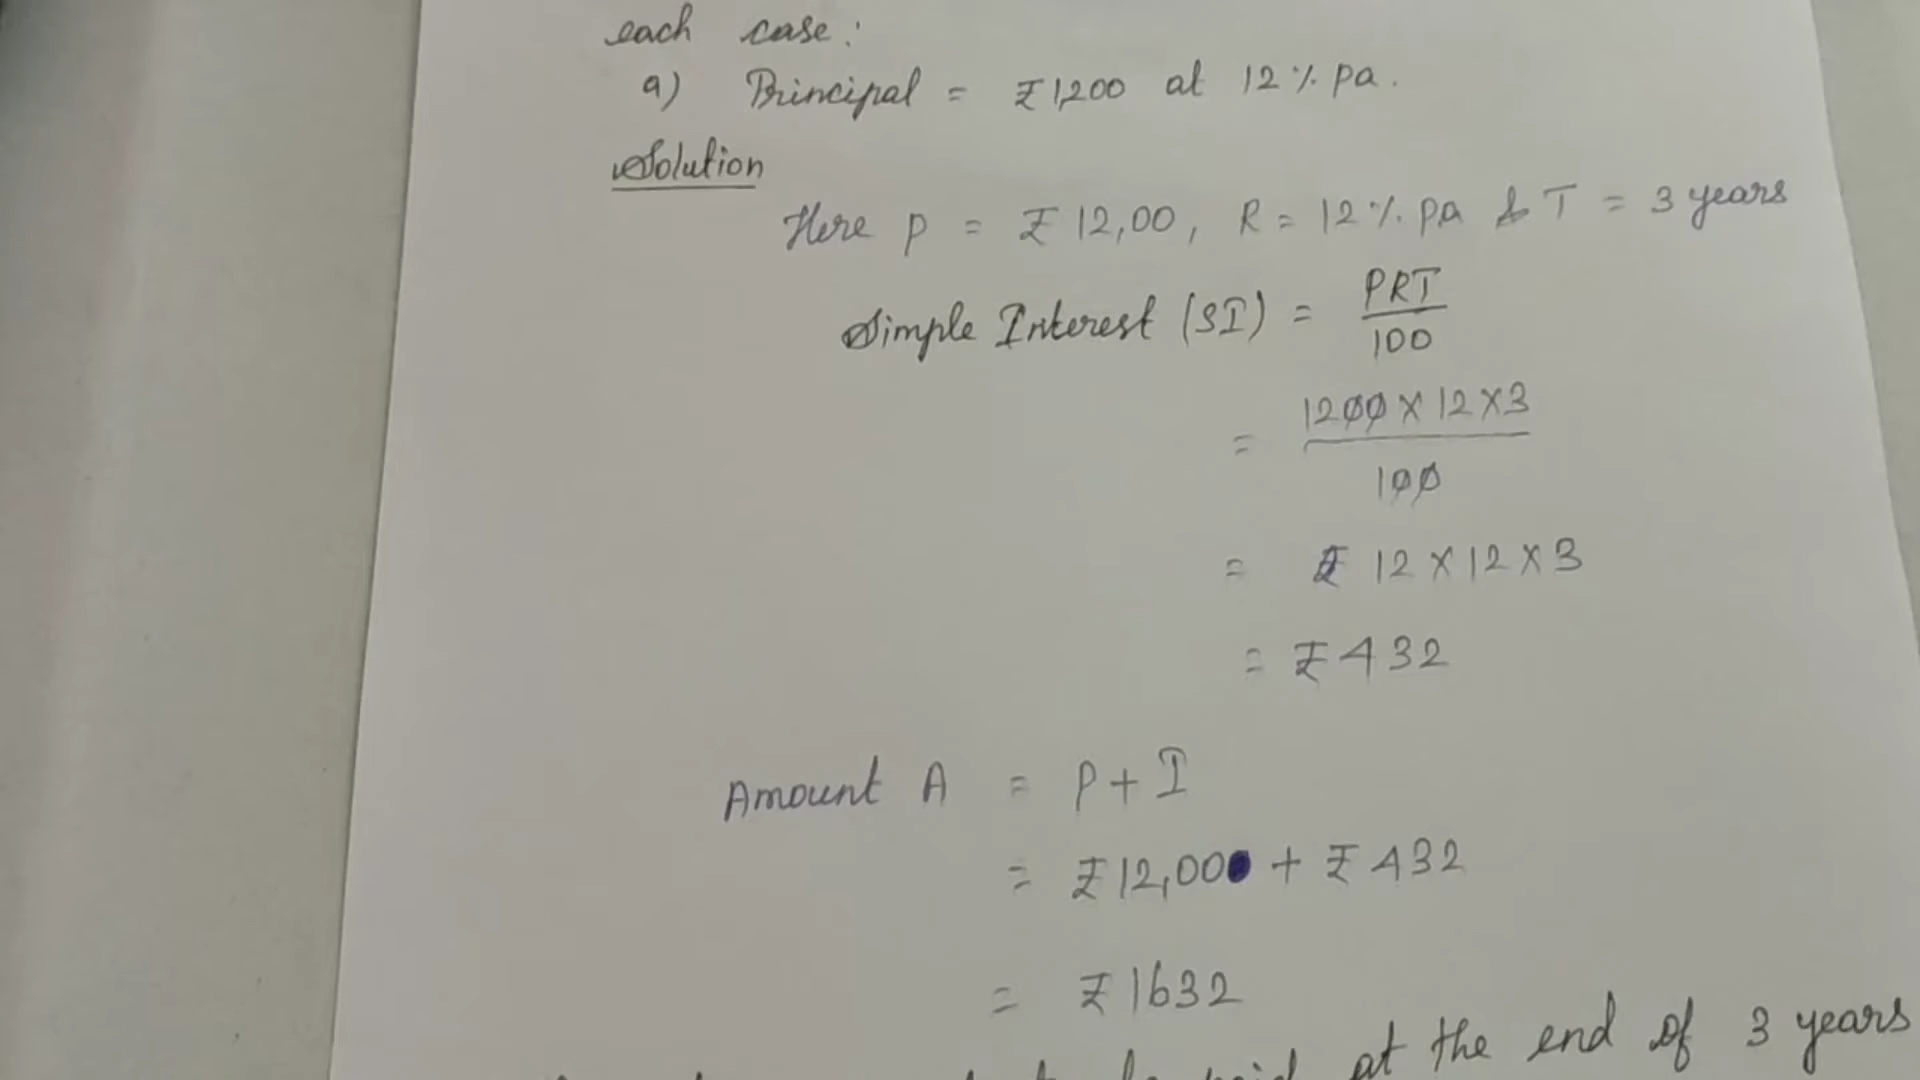 each case:
a) Principal = ₹1,200 at 12% pa.
Solution
Here P = ₹12,00, R = 12% pa & T = 3 years
Simple Interest (SI) = PRT
100
= 1200 × 12 × 3
100
= ₹ 12 × 12 × 3
= ₹432
Amount A = P + I
= ₹12,00 + ₹432
= ₹1632
at the end of 3 years